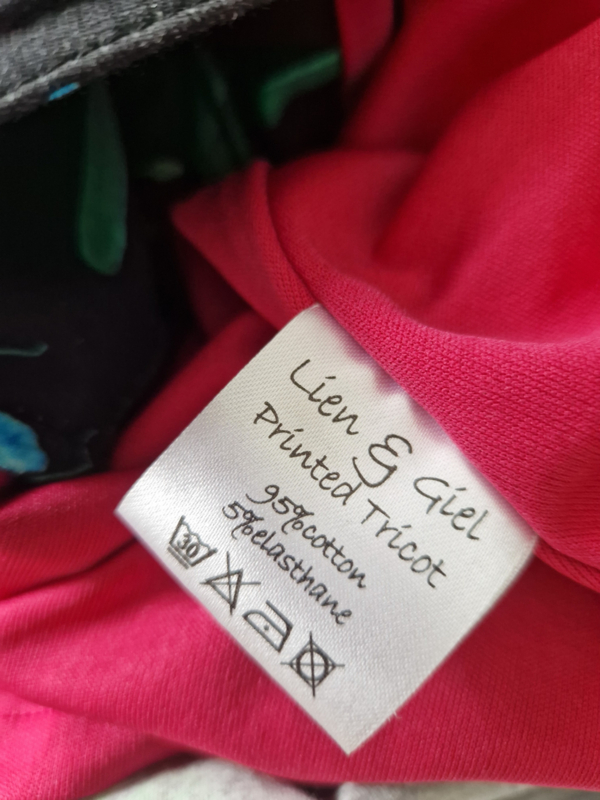 Lien & Giel
Printed Tricot
95%cotton
5%elasthane
30